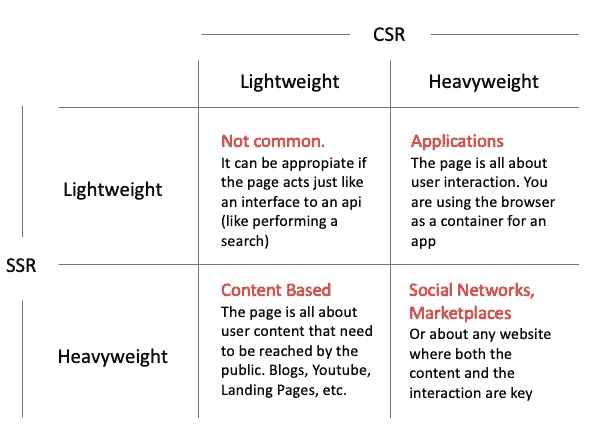 CSR
Lightweight
Heavyweight
Lightweight
Not common.
It can be appropiate if
the page acts just like
an interface to an api
(like performing a
search)
Applications
The page is all about
user interaction. You
are using the browser
as a container for an
app
SSR
Heavyweight
Content Based
The page is all about
user content that need
to be reached by the
public. Blogs, Youtube,
Landing Pages, etc.
Social Networks,
Marketplaces
Or about any website
where both the
content and the
interaction are key